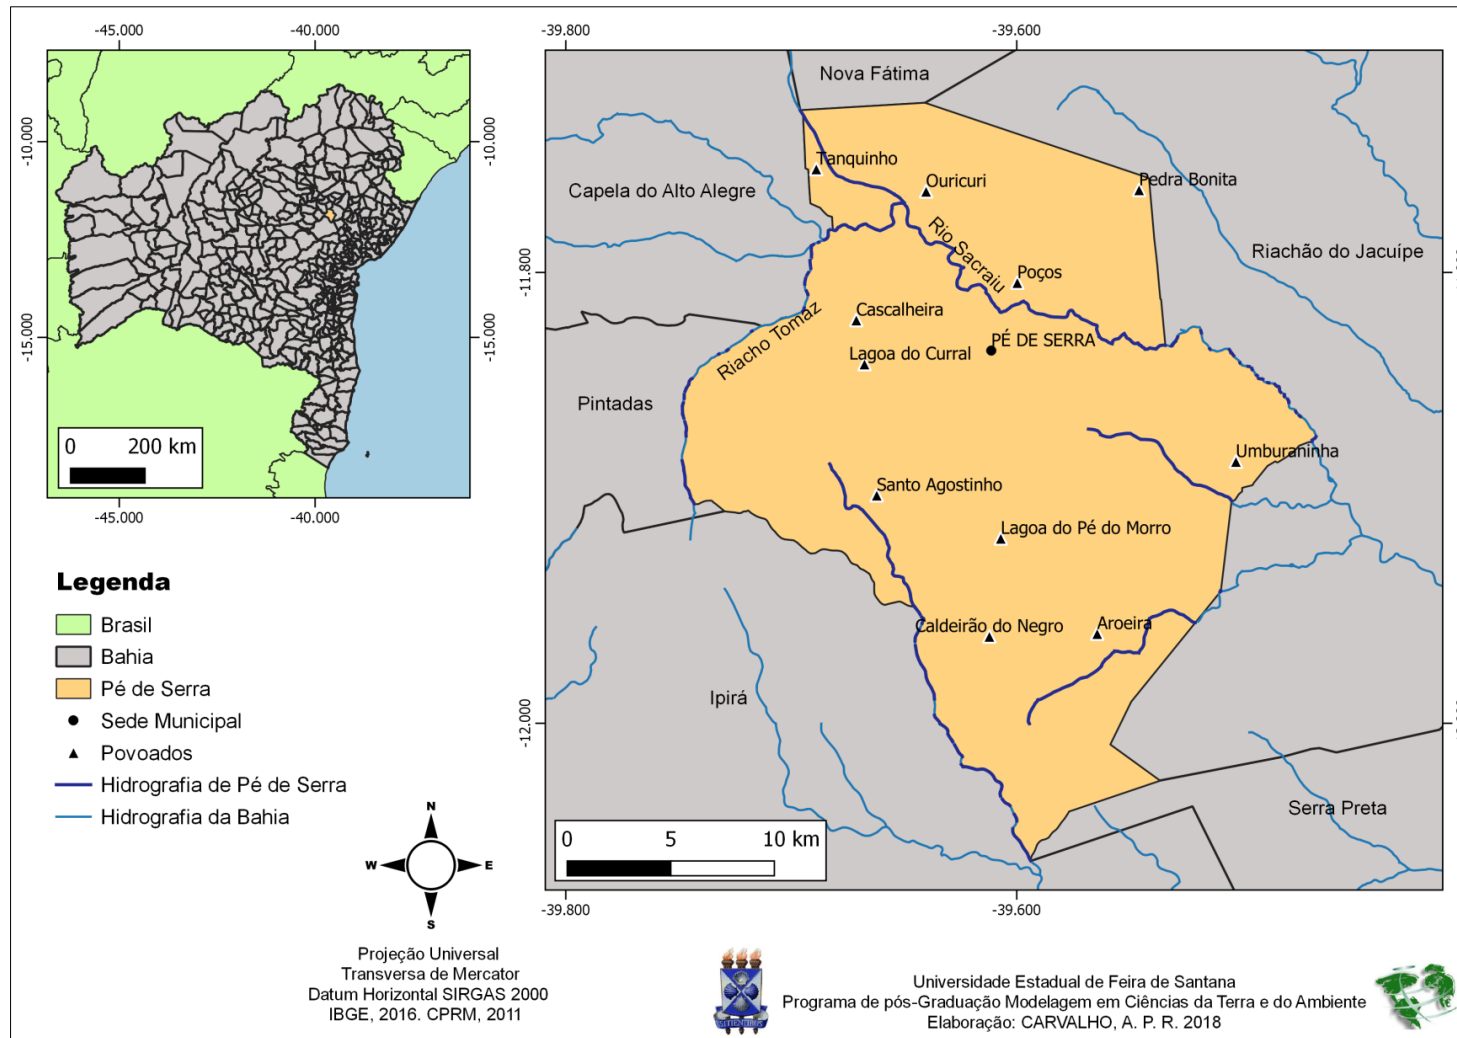 -45.000
-40.000
-10.000
-10.000
-15.000
-15.000
0
200 km
-45.000
-40.000
-39.800
-39.600
-11.800
-12.000
Nova Fátima
Tanquinho
Ouricuri
Pedra Bonita
Capela do Alto Alegre
Rio Sacraiu
Riachão do Jacuípe
Poços
Cascalheira
Riacho Tomaz
PÉ DE SERRA
Lagoa do Curral
Pintadas
Umburaninha
Santo Agostinho
Lagoa do Pé do Morro
Caldeirão do Negro
Aroeira
Ipirá
Serra Preta
0
5
10 km
-39.800
-39.600
Legenda
Brasil
Bahia
Pé de Serra
Sede Municipal
Povoados
Hidrografia de Pé de Serra
Hidrografia da Bahia
N
W
E
S
Projeção Universal
Transversa de Mercator
Datum Horizontal SIRGAS 2000
IBGE, 2016. CPRM, 2011
Universidade Estadual de Feira de Santana
Programa de pós-Graduação Modelagem em Ciências da Terra e do Ambiente
Elaboração: CARVALHO, A. P. R. 2018